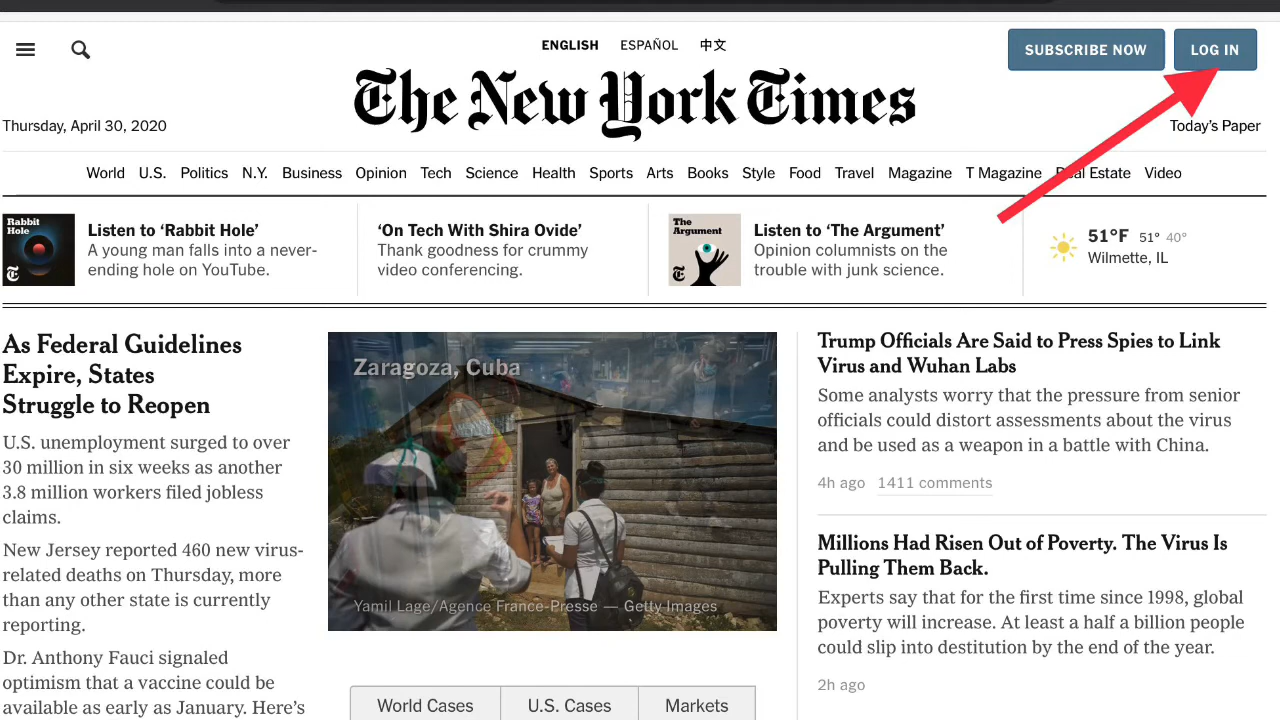 ENGLISH ESPAÑOL 中文
SUBSCRIBE NOW LOG IN
The New York Times
Thursday, April 30, 2020
Today's Paper
World U.S. Politics N.Y. Business Opinion Tech Science Health Sports Arts Books Style Food Travel Magazine T Magazine Real Estate Video
Rabbit
Hole
Listen to ‘Rabbit Hole’
A young man falls into a never-
ending hole on YouTube.
‘On Tech With Shira Ovide’
Thank goodness for crummy
video conferencing.
The
Argument
Listen to ‘The Argument’
Opinion columnists on the
trouble with junk science.
51°F 51° 40°
Wilmette, IL
As Federal Guidelines
Expire, States
Struggle to Reopen
U.S. unemployment surged to over
30 million in six weeks as another
3.8 million workers filed jobless
claims.
New Jersey reported 460 new virus-
related deaths on Thursday, more
than any other state is currently
reporting.
Dr. Anthony Fauci signaled
optimism that a vaccine could be
available as early as January. Here’s
Zaragoza, Cuba
Yamil Lage/Agence France-Presse — Getty Images
World Cases U.S. Cases Markets
Trump Officials Are Said to Press Spies to Link
Virus and Wuhan Labs
Some analysts worry that the pressure from senior
officials could distort assessments about the virus
and be used as a weapon in a battle with China.
4h ago 1411 comments
Millions Had Risen Out of Poverty. The Virus Is
Pulling Them Back.
Experts say that for the first time since 1998, global
poverty will increase. At least a half a billion people
could slip into destitution by the end of the year.
2h ago